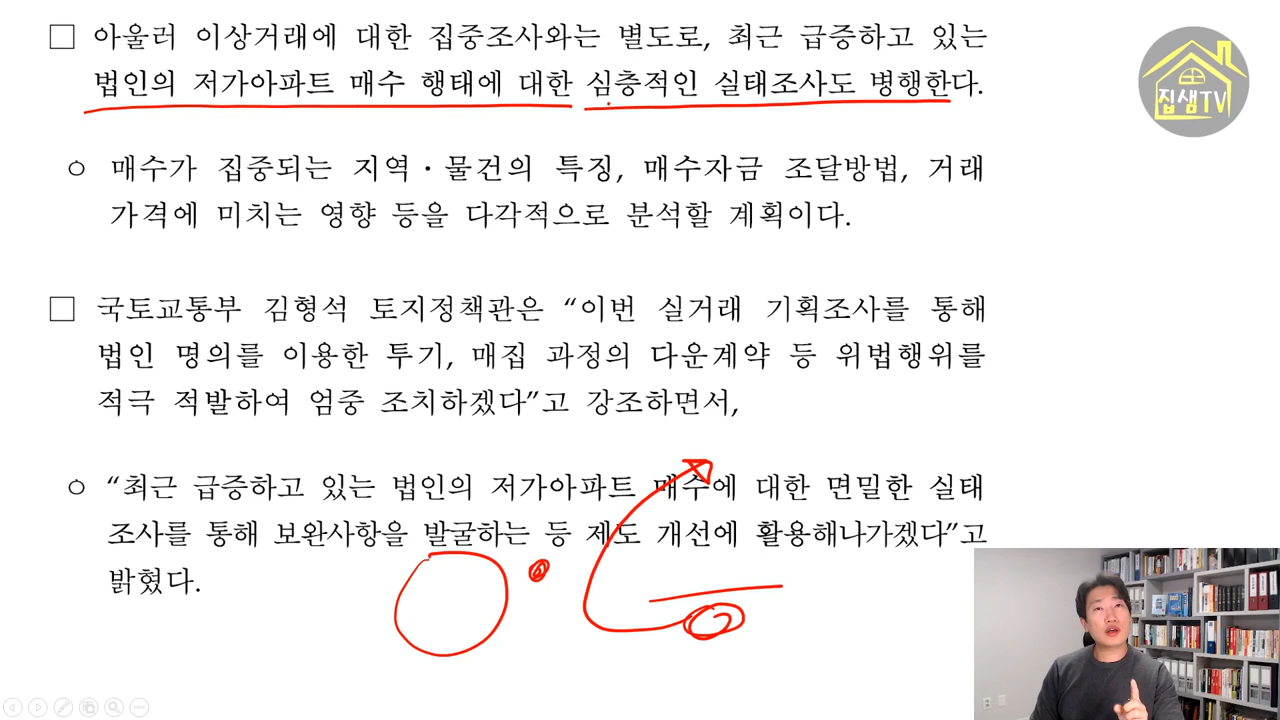 □ 아울러 이상거래에 대한 집중조사와는 별도로, 최근 급증하고 있는
법인의 저가아파트 매수 행태에 대한 심층적인 실태조사도 병행한다.
집샘TV
ㅇ 매수가 집중되는 지역・물건의 특징, 매수자금 조달방법, 거래
가격에 미치는 영향 등을 다각적으로 분석할 계획이다.
□ 국토교통부 김형석 토지정책관은 “이번 실거래 기획조사를 통해
법인 명의를 이용한 투기, 매집 과정의 다운계약 등 위법행위를
적극 적발하여 엄중 조치하겠다”고 강조하면서,
ㅇ “최근 급증하고 있는 법인의 저가아파트 매수에 대한 면밀한 실태
조사를 통해 보완사항을 발굴하는 등 제도 개선에 활용해나가겠다”고
밝혔다.